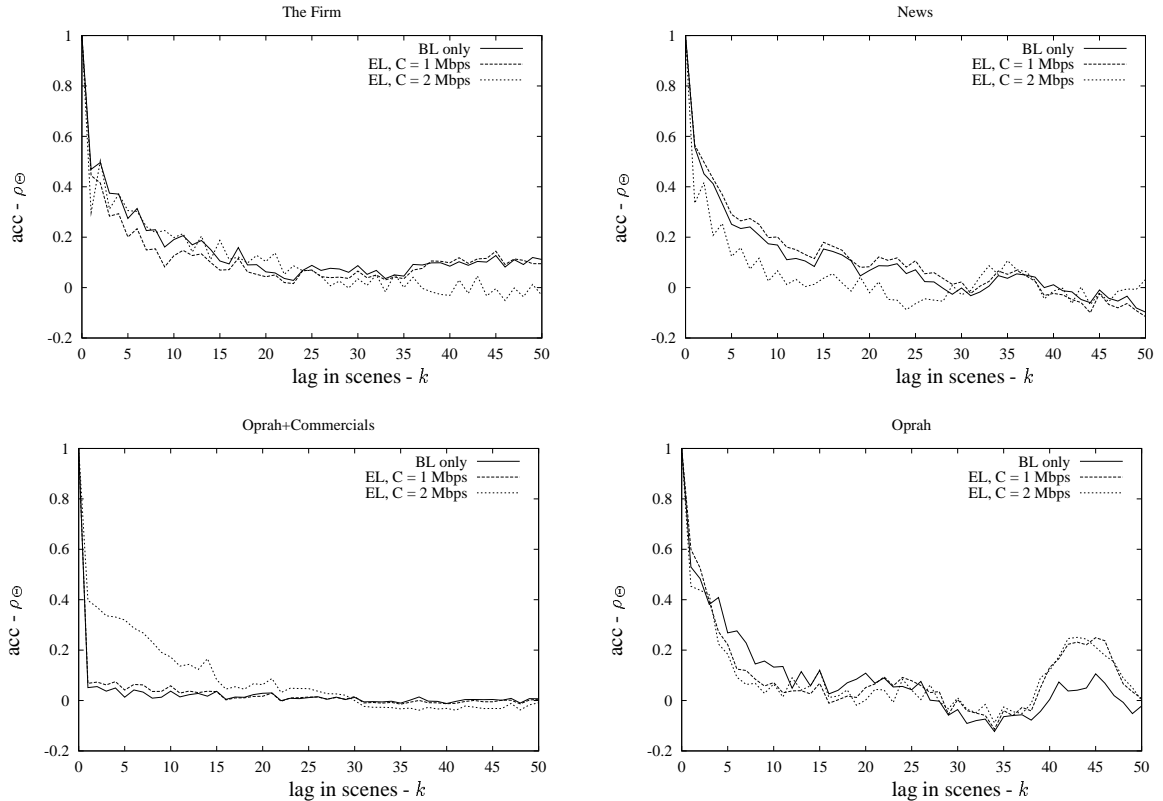 The Firm
1
0.8
0.6
0.4
0.2
0
-0.2
0 5 10 15 20 25 30 35 40 45 50
acc - ρΘ
lag in scenes - k
BL only
EL, C = 1 Mbps
EL, C = 2 Mbps
News
1
0.8
0.6
0.4
0.2
0
-0.2
0 5 10 15 20 25 30 35 40 45 50
acc - ρΘ
lag in scenes - k
BL only
EL, C = 1 Mbps
EL, C = 2 Mbps
Oprah+Commercials
1
0.8
0.6
0.4
0.2
0
-0.2
0 5 10 15 20 25 30 35 40 45 50
acc - ρΘ
lag in scenes - k
BL only
EL, C = 1 Mbps
EL, C = 2 Mbps
Oprah
1
0.8
0.6
0.4
0.2
0
-0.2
0 5 10 15 20 25 30 35 40 45 50
acc - ρΘ
lag in scenes - k
BL only
EL, C = 1 Mbps
EL, C = 2 Mbps